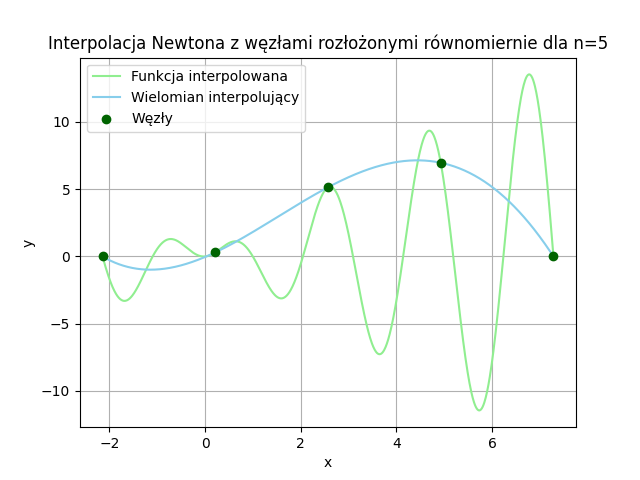 Interpolacja Newtona z węzłami rozłożonymi równomiernie dla n=5
Funkcja interpolowana
Wielomian interpolujący
Węzły
y
10
5
0
−5
−10
−2
0
2
4
6
x